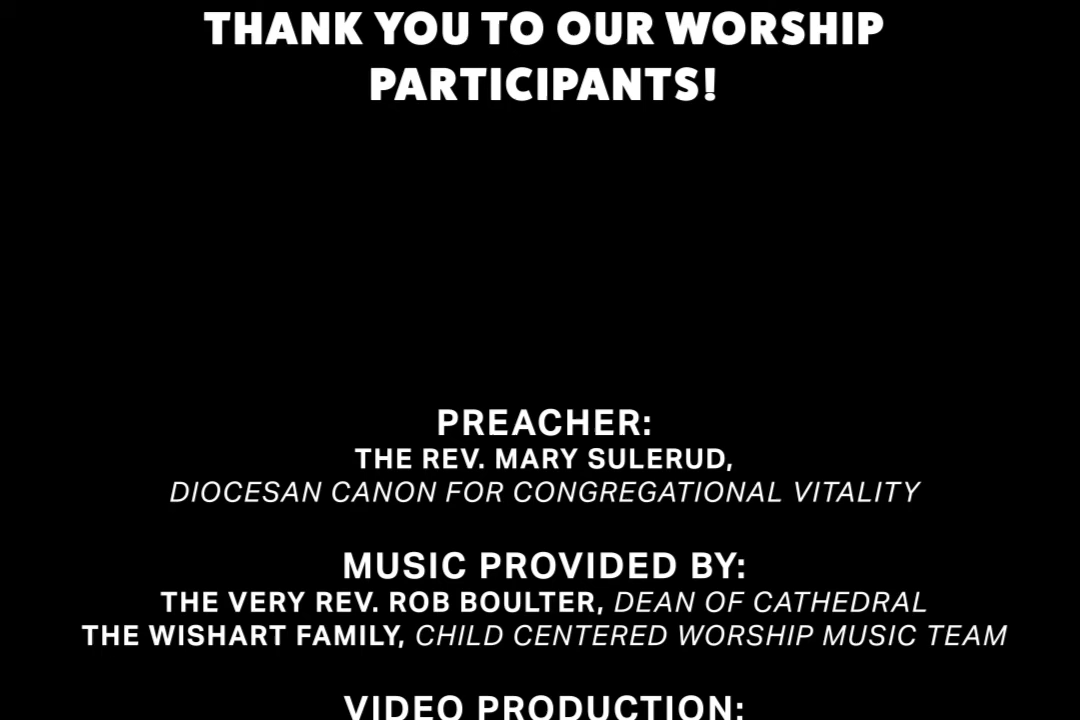 THANK YOU TO OUR WORSHIP
PARTICIPANTS!
PREACHER:
THE REV. MARY SULERUD,
DIOCESAN CANON FOR CONGREGATIONAL VITALITY
MUSIC PROVIDED BY:
THE VERY REV. ROB BOULTER, DEAN OF CATHEDRAL
THE WISHART FAMILY, CHILD CENTERED WORSHIP MUSIC TEAM
VIDEO PRODUCTION: